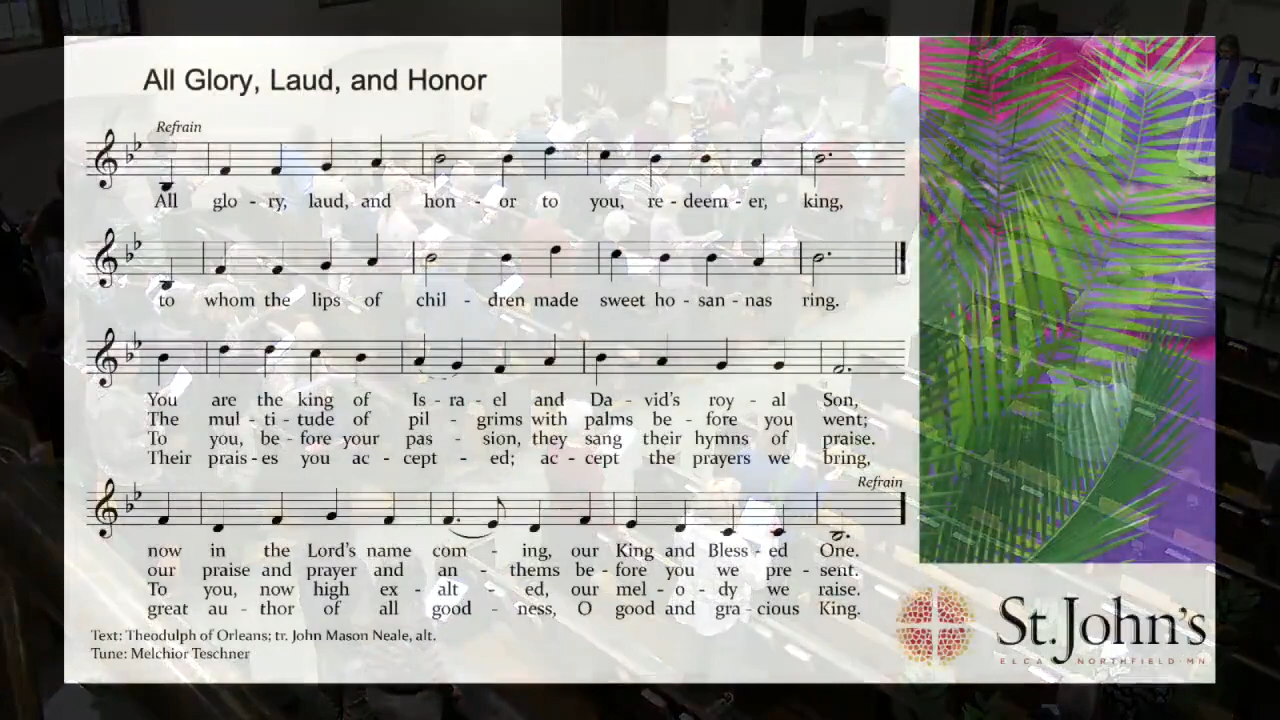 All Glory, Laud, and Honor
Refrain
All glo - ry, laud, and hon - or to you, re - deem - er, king,
to whom the lips of chil - dren made sweet ho - san - nas ring.
You are the king of Is - ra - el and Da - vid's roy - al Son,
The mul - ti - tude of pil - grims with palms be - fore you went;
To you, be - fore your pas - sion, they sang their hymns of praise.
Their prais - es you ac - cept - ed; ac - cept the prayers we bring,
Refrain
now in the Lord's name com - ing, our King and Bless - ed One.
our praise and prayer and an - thems be - fore you we pre - sent.
To you, now high ex - alt - ed, our mel - o - dy we raise.
great au - thor of all good - ness, O good and gra - cious King.
Text: Theodulph of Orleans; tr. John Mason Neale, alt.
Tune: Melchior Teschner
St. John's
ELCA NORTHFIELD·MN